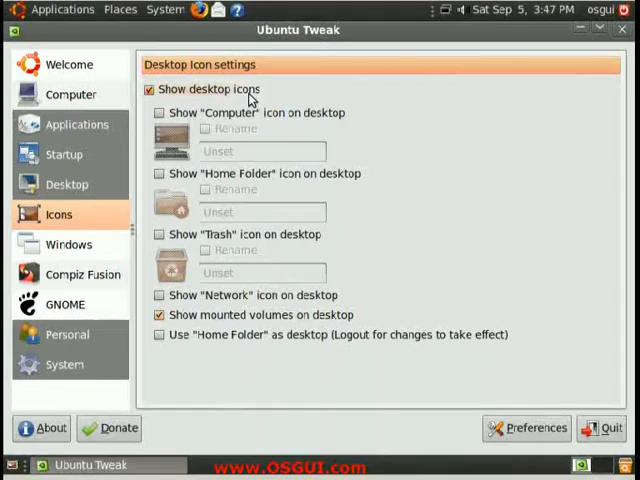 Applications Places System Sat Sep 5, 3:47 PM osgui
Ubuntu Tweak
Welcome
Computer
Applications
Startup
Desktop
Icons
Windows
Compiz Fusion
GNOME
Personal
System
Desktop Icon settings
Show desktop icons
Show "Computer" icon on desktop
Rename
Unset
Show "Home Folder" icon on desktop
Rename
Unset
Show "Trash" icon on desktop
Rename
Unset
Show "Network" icon on desktop
Show mounted volumes on desktop
Use "Home Folder" as desktop (Logout for changes to take effect)
About Donate Preferences Quit
Ubuntu Tweak
www.OSGUI.com